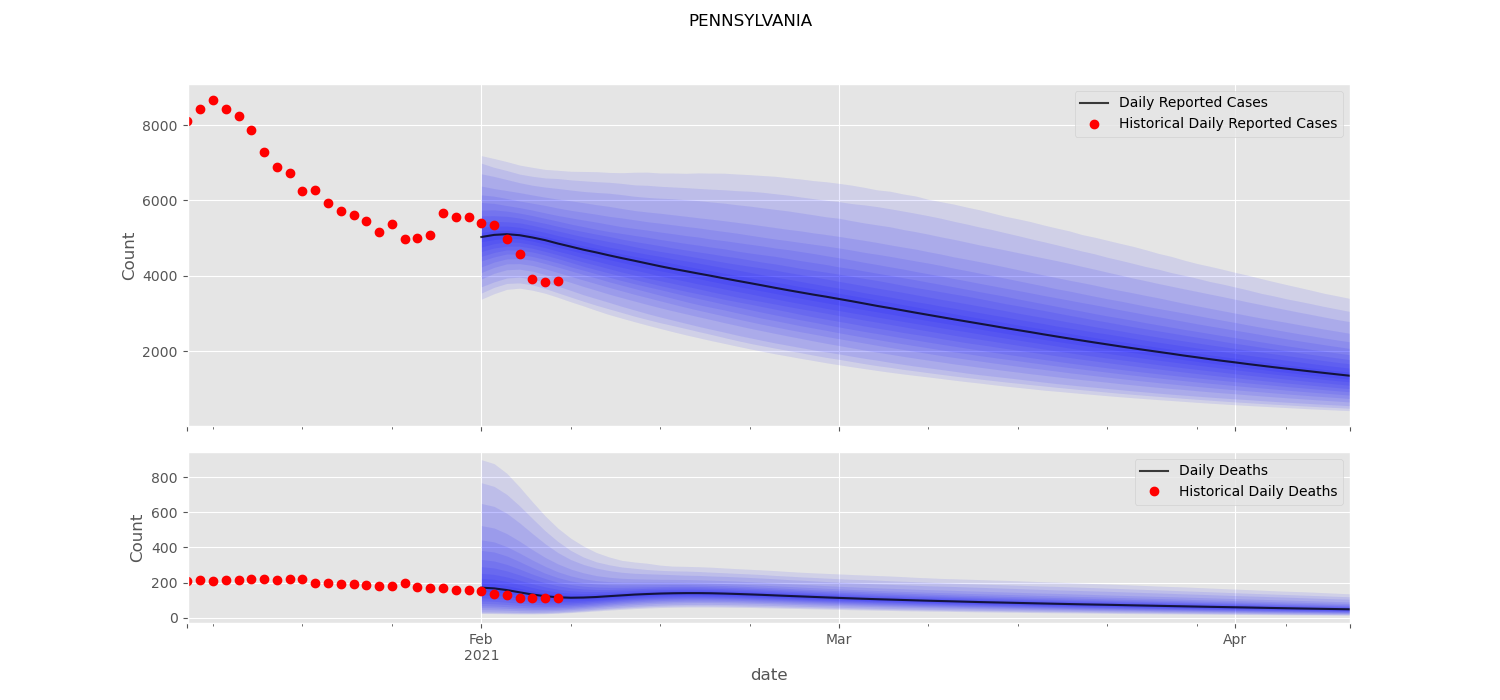 PENNSYLVANIA
Daily Reported Cases
Historical Daily Reported Cases
8000
6000
4000
2000
Count
Daily Deaths
Historical Daily Deaths
800
600
400
200
0
Count
Feb
2021
Mar
Apr
date